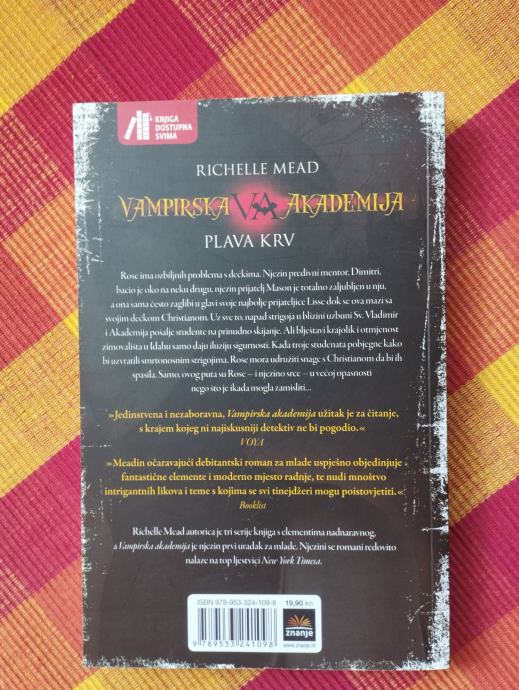 KNJIGA
DOSTUPNA
SVIMA
RICHELLE MEAD
VAMPIRSKA VA AKADEMIJA
PLAVA KRV
Rose ima ozbiljnih problema s dečkima. Njezin predivni mentor, Dimitri,
bacio je oko na neku drugu, njezin prijatelj Mason je totalno zaljubljen u nju,
a ona samo često zaglibi u glavi svoje najbolje prijateljice Lisse dok se ova mazi sa
svojim dečkom Christianom. Uz sve to, napad strigoja u blizini uzbuni Sv. Vladimir
i Akademija pošalje studente na prinudno skijanje. Ali blještavi krajolik i otmjenost
zimovališta u Idahu samo daju iluziju sigurnosti. Kada troje studenata pobjegne kako
bi uzvratili smrtonosnim strigojima, Rose mora udružiti snage s Christianom da bi ih
spasila. Samo, ovog puta su Rose – i njezino srce – u većoj opasnosti
nego što je ikada mogla zamisliti...
»Jedinstvena i nezaboravna, Vampirska akademija užitak je za čitanje,
s krajem kojeg ni najiskusniji detektiv ne bi pogodio.«
VOYA
»Meadin očaravajući debitantski roman za mlade uspješno objedinjuje
fantastične elemente i moderno mjesto radnje, te nudi mnoštvo
intrigantnih likova i teme s kojima se svi tinejdžeri mogu poistovjetiti.«
Booklist
Richelle Mead autorica je tri serije knjiga s elementima nadnaravnog,
a Vampirska akademija je njezin prvi uradak za mlade. Njezini se romani redovito
nalaze na top ljestvici New York Timesa.
ISBN 978-953-324-109-8
19,90 kn
9 789533 241098
znanje
www.znanje.hr